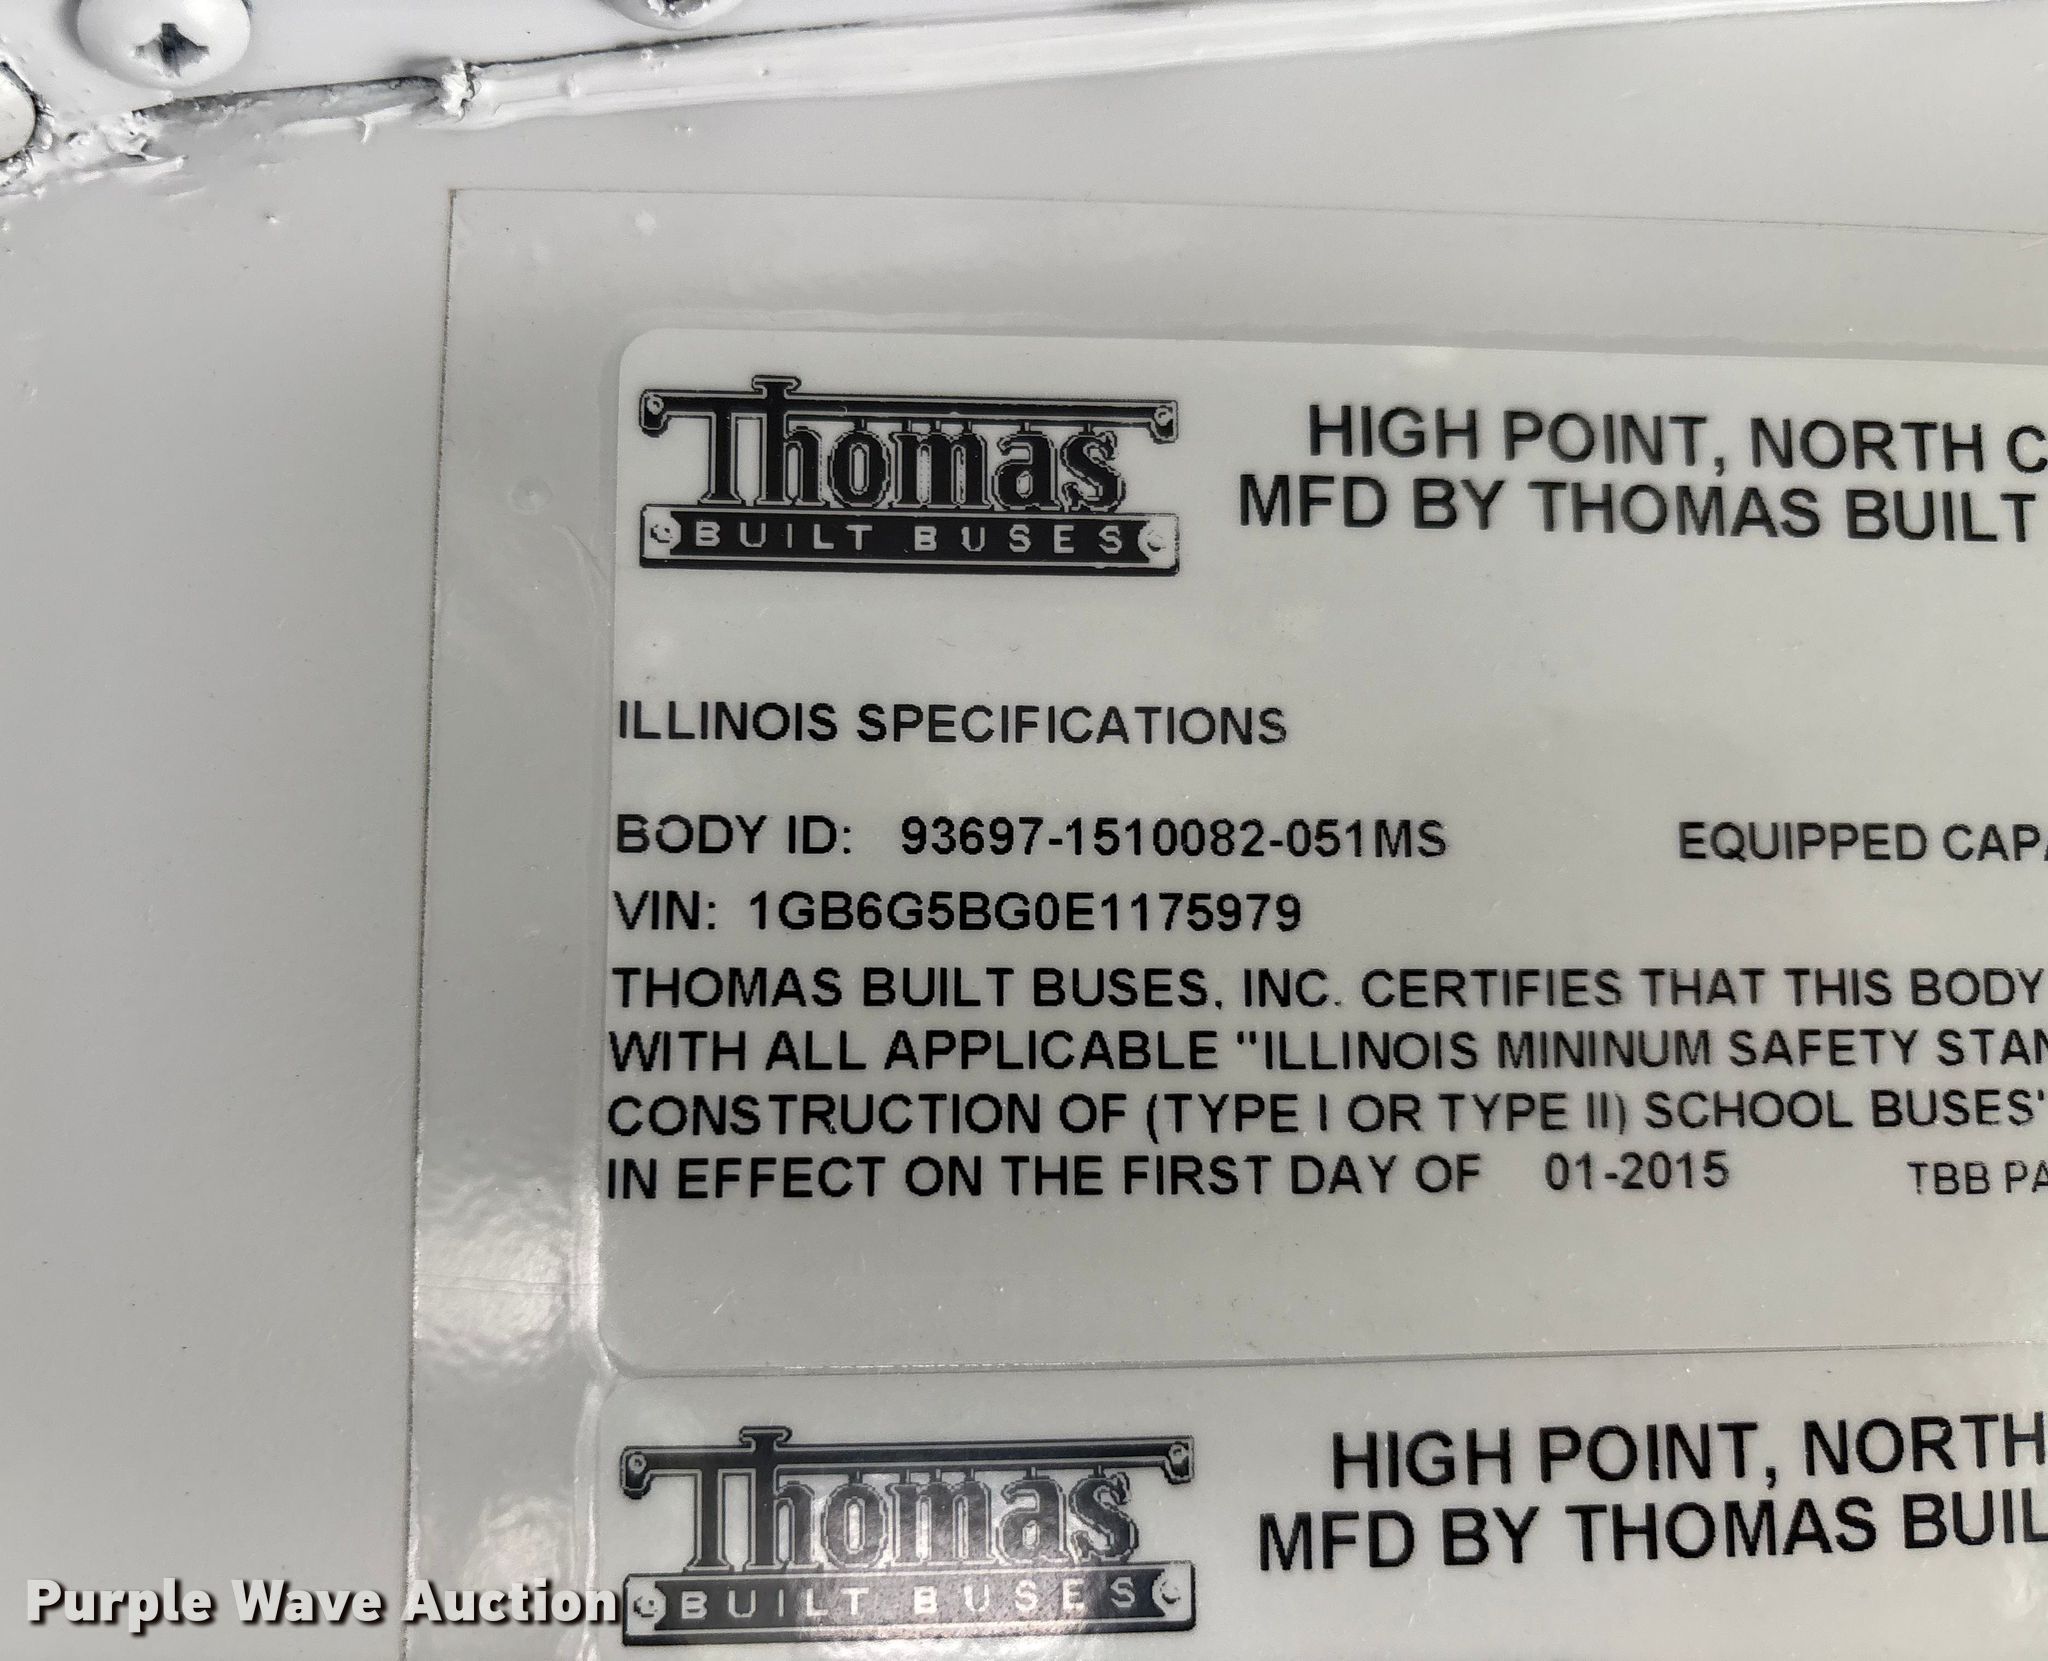 Thomas
BUILT BUSES
HIGH POINT, NORTH C
MFD BY THOMAS BUILT
ILLINOIS SPECIFICATIONS
BODY ID: 93697-1510082-051MS EQUIPPED CAPA
VIN: 1GB6G5BG0E1175979
THOMAS BUILT BUSES, INC. CERTIFIES THAT THIS BODY
WITH ALL APPLICABLE "ILLINOIS MININUM SAFETY STAN
CONSTRUCTION OF (TYPE I OR TYPE II) SCHOOL BUSES"
IN EFFECT ON THE FIRST DAY OF 01-2015 TBB PA
Thomas
BUILT BUSES
HIGH POINT, NORTH
MFD BY THOMAS BUIL
Purple Wave Auction